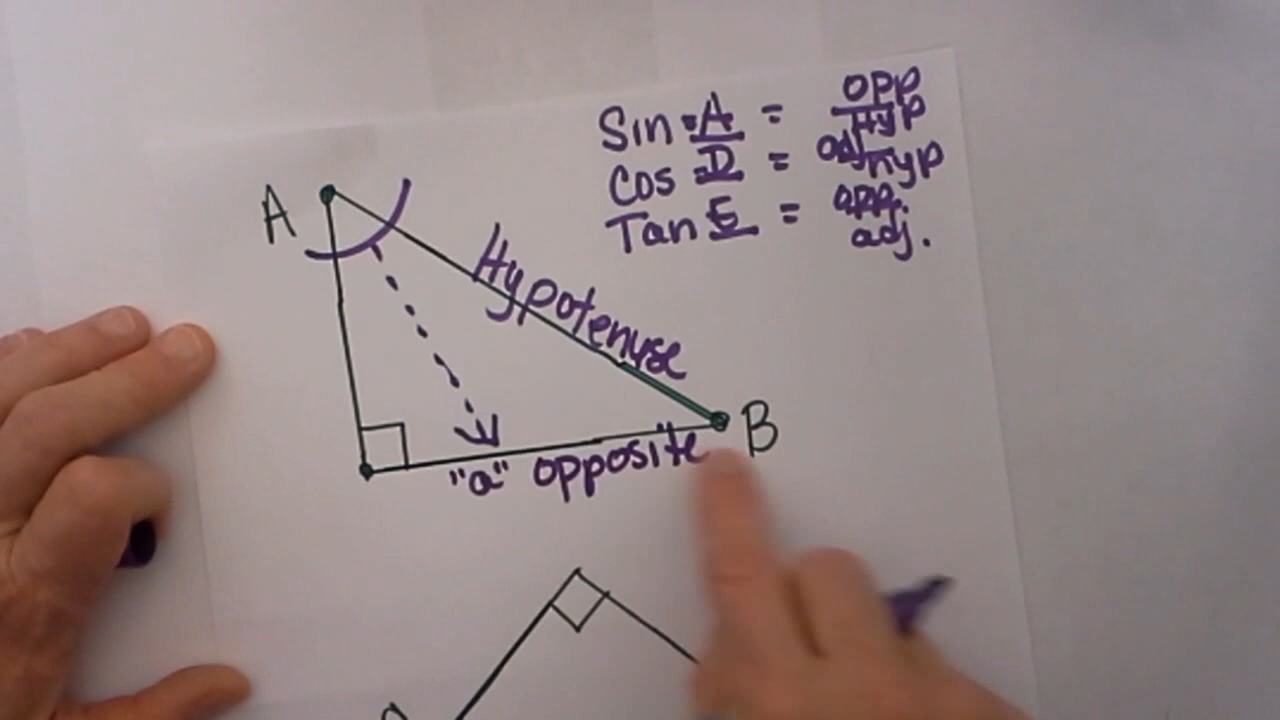 Sin A = opp/Hyp
Cos D = adj/hyp
Tan E = opp./adj.
A
Hypotenuse
B
"a" opposite